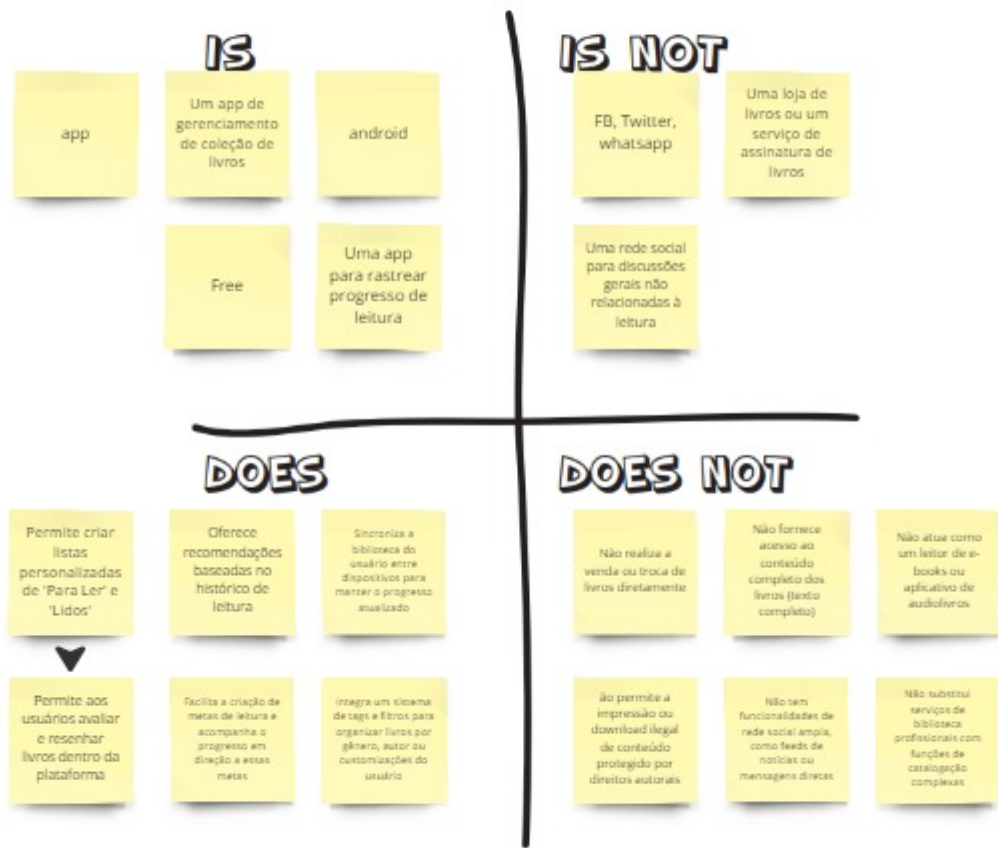 IS
app
Um app de
gerenciamento
de coleção de
livros
android
Free
Uma app
para rastrear
progresso de
leitura
IS NOT
FB, Twitter,
whatsapp
Uma loja de
livros ou um
serviço de
assinatura de
livros
Uma rede social
para discussões
gerais não
relacionadas à
leitura
DOES
Permite criar
listas
personalizadas
de 'Para Ler' e
'Lidos'
Oferece
recomendações
baseadas no
histórico de
leitura
Sincroniza a
biblioteca do
usuário entre
dispositivos para
manter o progresso
atualizado
Permite aos
usuários avaliar
e resenhar
livros dentro da
plataforma
Facilita a criação de
metas de leitura e
acompanha o
progresso em
direção a essas
metas
Integra um sistema
de tags e filtros para
organizar livros por
gênero, autor ou
customizações do
usuário
DOES NOT
Não realiza a
venda ou troca de
livros diretamente
Não fornece
acesso ao
conteúdo
completo dos
livros (texto
completo)
Não atua como
um leitor de e-
books ou
aplicativo de
audiolivros
ão permite a
impressão ou
download ilegal
de conteúdo
protegido por
direitos autorais
Não tem
funcionalidades de
rede social ampla,
como feeds de
notícias ou
mensagens diretas
Não substitui
serviços de
biblioteca
profissionais com
funções de
catalogação
complexas